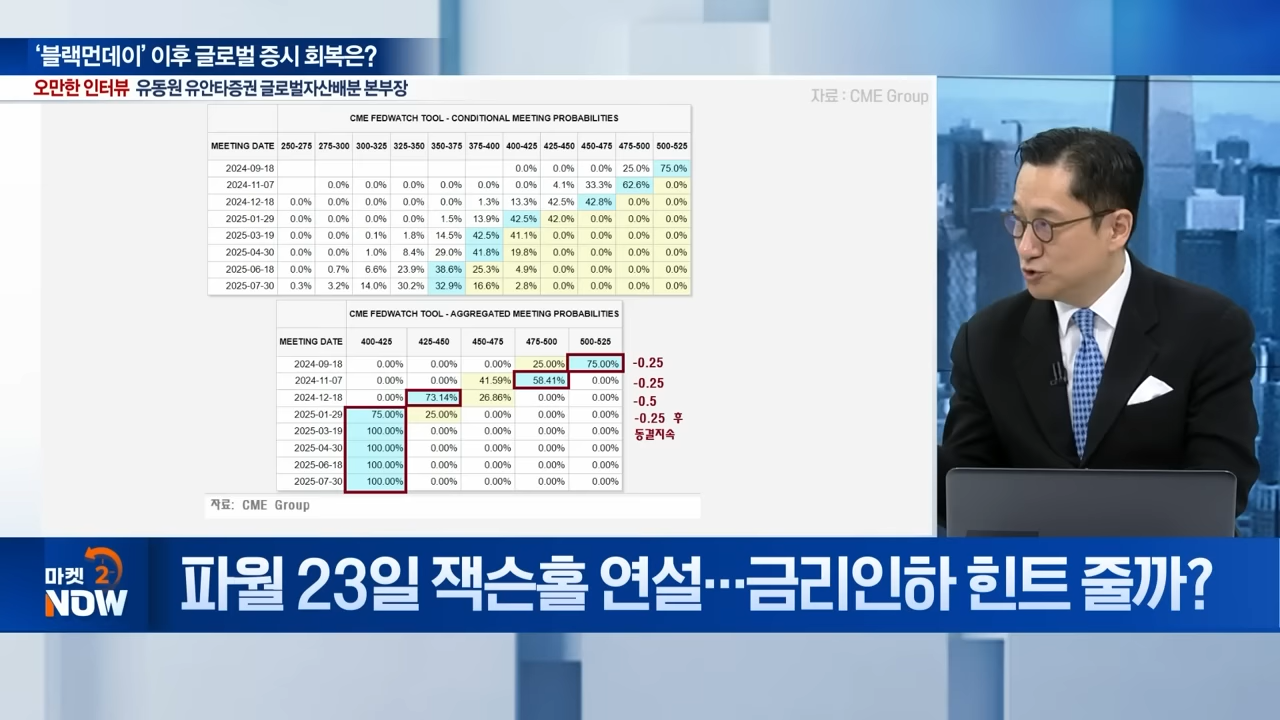 ‘블랙먼데이’ 이후 글로벌 증시 회복은?
오만한 인터뷰 유동원 유안타증권 글로벌자산배분 본부장
자료 : CME Group
CME FEDWATCH TOOL - CONDITIONAL MEETING PROBABILITIES
MEETING DATE 250-275 275-300 300-325 325-350 350-375 375-400 400-425 425-450 450-475 475-500 500-525
2024-09-18 0.0% 0.0% 0.0% 25.0% 75.0%
2024-11-07 0.0% 0.0% 0.0% 0.0% 0.0% 0.0% 4.1% 33.3% 62.6% 0.0%
2024-12-18 0.0% 0.0% 0.0% 0.0% 0.0% 1.3% 13.3% 42.5% 42.8% 0.0% 0.0%
2025-01-29 0.0% 0.0% 0.0% 0.0% 1.5% 13.9% 42.5% 42.0% 0.0% 0.0% 0.0%
2025-03-19 0.0% 0.0% 0.1% 1.8% 14.5% 42.5% 41.1% 0.0% 0.0% 0.0% 0.0%
2025-04-30 0.0% 0.0% 1.0% 8.4% 29.0% 41.8% 19.8% 0.0% 0.0% 0.0% 0.0%
2025-06-18 0.0% 0.7% 6.6% 23.9% 38.6% 25.3% 4.9% 0.0% 0.0% 0.0% 0.0%
2025-07-30 0.3% 3.2% 14.0% 30.2% 32.9% 16.6% 2.8% 0.0% 0.0% 0.0% 0.0%
CME FEDWATCH TOOL - AGGREGATED MEETING PROBABILITIES
MEETING DATE 400-425 425-450 450-475 475-500 500-525
2024-09-18 0.00% 0.00% 0.00% 25.00% 75.00% -0.25
2024-11-07 0.00% 0.00% 41.59% 58.41% 0.00% -0.25
2024-12-18 0.00% 73.14% 26.86% 0.00% 0.00% -0.5
2025-01-29 75.00% 25.00% 0.00% 0.00% 0.00% -0.25 후
2025-03-19 100.00% 0.00% 0.00% 0.00% 0.00% 동결지속
2025-04-30 100.00% 0.00% 0.00% 0.00% 0.00%
2025-06-18 100.00% 0.00% 0.00% 0.00% 0.00%
2025-07-30 100.00% 0.00% 0.00% 0.00% 0.00%
자료: CME Group
마켓 2
NOW
파월 23일 잭슨홀 연설…금리인하 힌트 줄까?